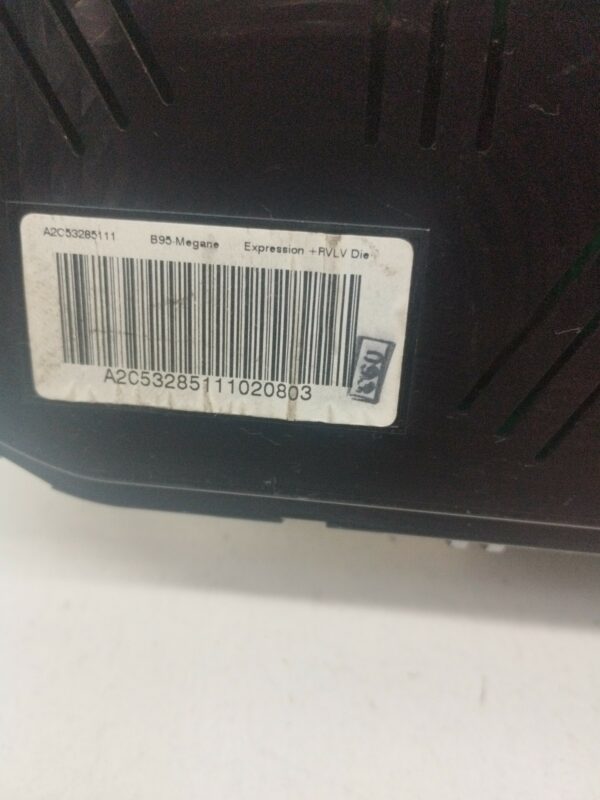 A2C53285111 B95 Megane Expression +RVLV Die
A2C53285111020803